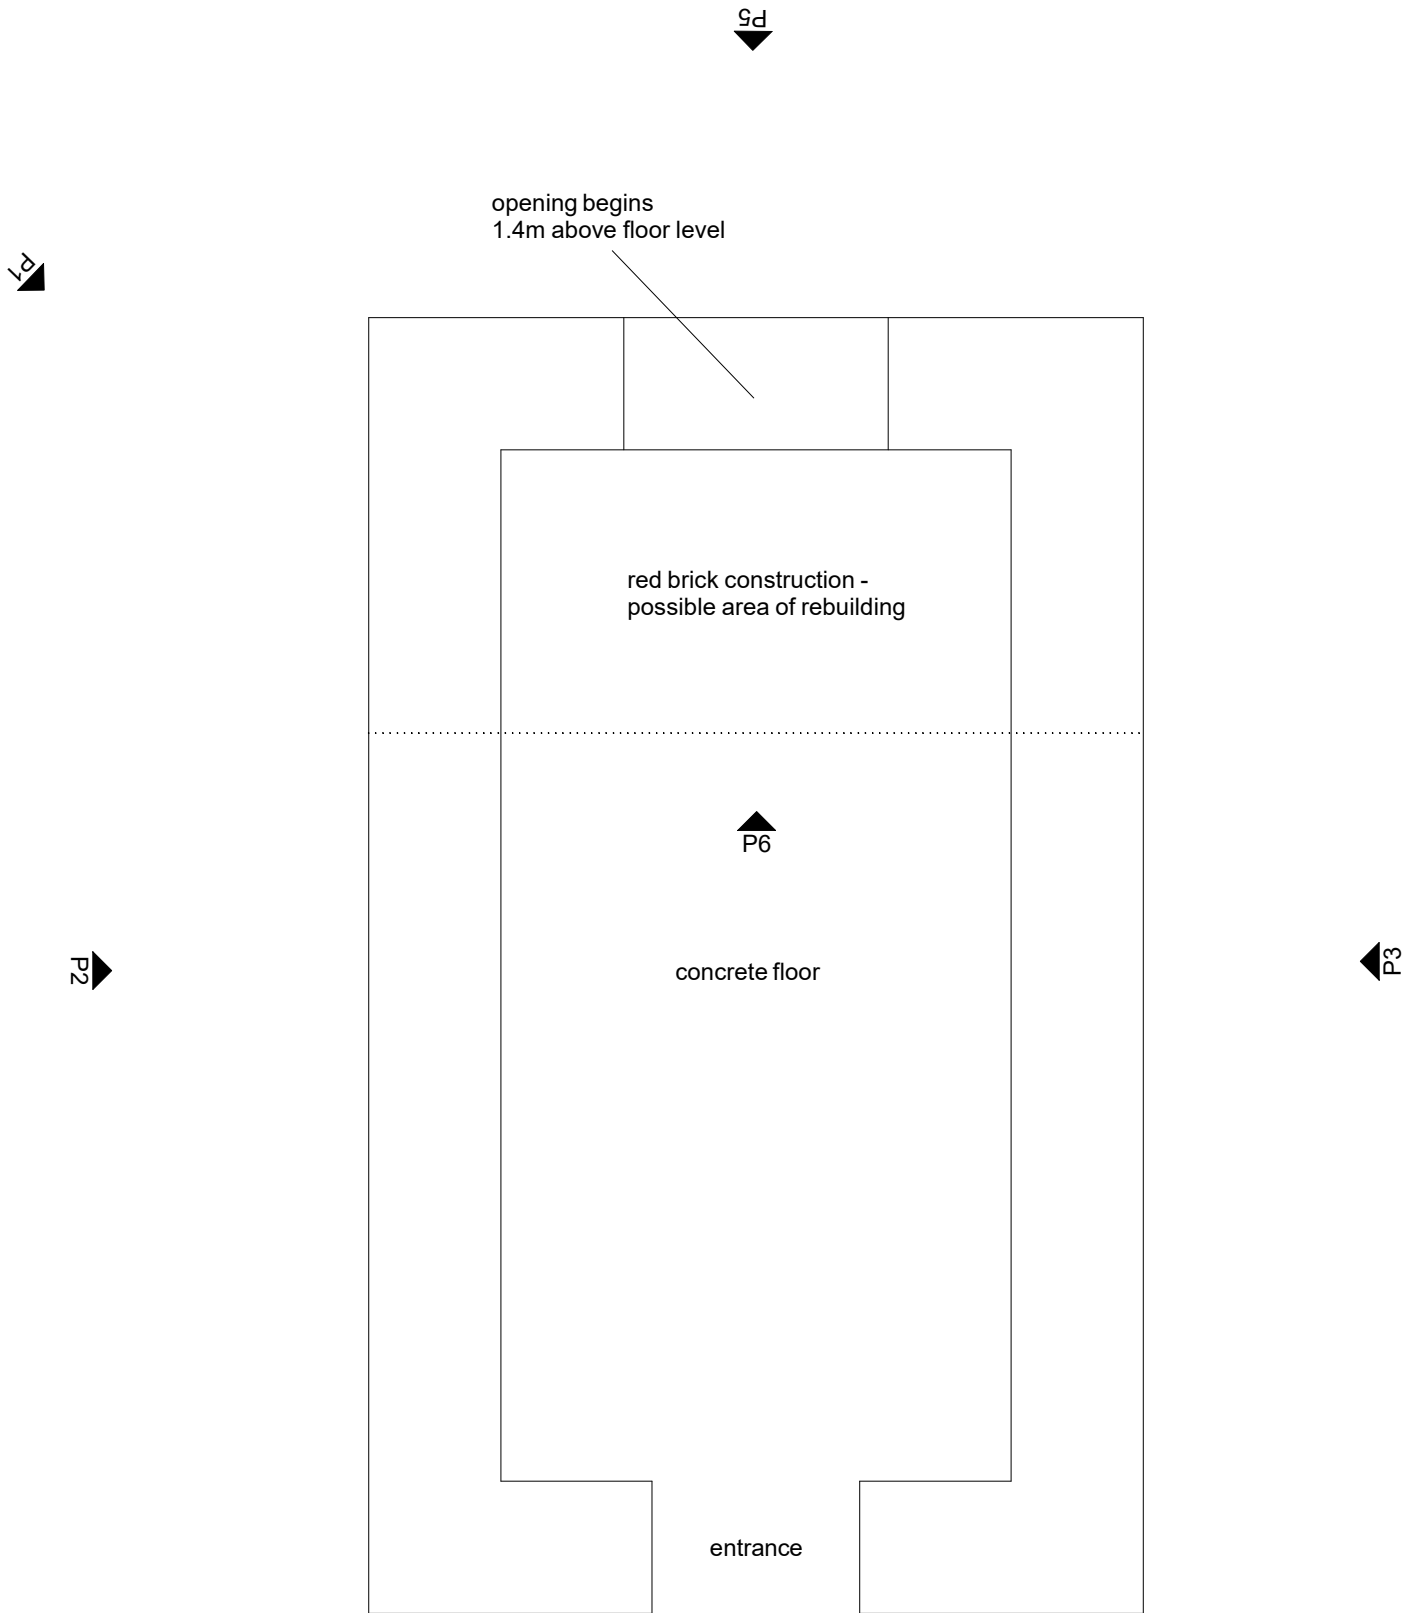 P5
opening begins
1.4m above floor level
P1
red brick construction -
possible area of rebuilding
P6
P2
P3
concrete floor
entrance